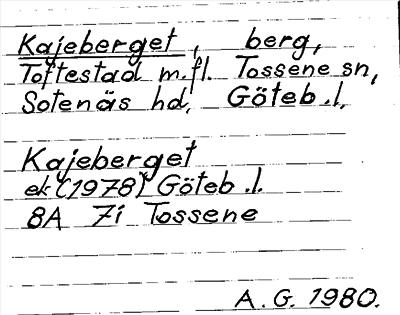 Kajeberget, berg,
Toftestad m.fl. Tossene sn,
Sotenäs hd, Göteb.l.
Kajeberget
ek (1978) Göteb.l.
8A 7i Tossene
A.G. 1980.